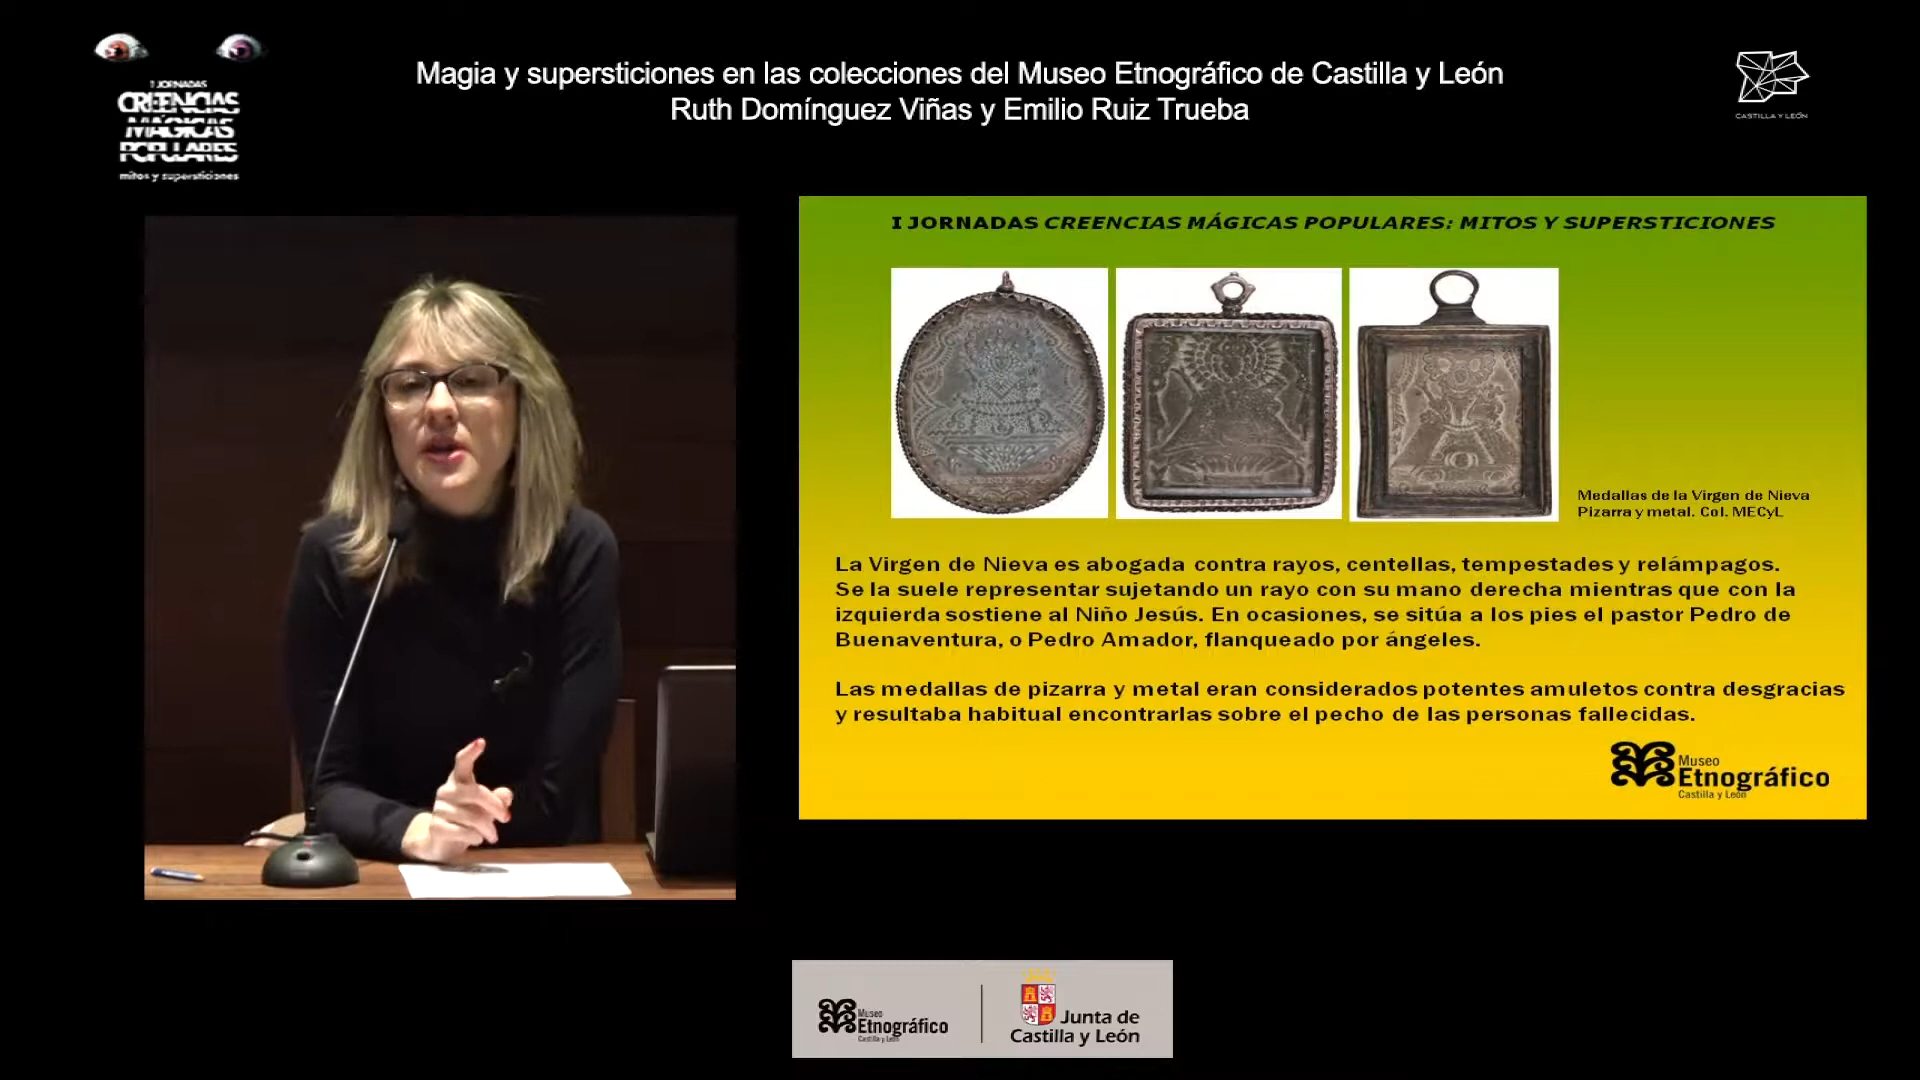 I JORNADAS
CREENCIAS
MÁGICAS
POPULARES
mitos y supersticiones
Magia y supersticiones en las colecciones del Museo Etnográfico de Castilla y León
Ruth Domínguez Viñas y Emilio Ruiz Trueba
CASTILLA Y LEÓN
I JORNADAS CREENCIAS MÁGICAS POPULARES: MITOS Y SUPERSTICIONES
Medallas de la Virgen de Nieva
Pizarra y metal. Col. MECyL
La Virgen de Nieva es abogada contra rayos, centellas, tempestades y relámpagos.
Se la suele representar sujetando un rayo con su mano derecha mientras que con la
izquierda sostiene al Niño Jesús. En ocasiones, se sitúa a los pies el pastor Pedro de
Buenaventura, o Pedro Amador, flanqueado por ángeles.
Las medallas de pizarra y metal eran considerados potentes amuletos contra desgracias
y resultaba habitual encontrarlas sobre el pecho de las personas fallecidas.
Museo
Etnográfico
Castilla y León
Museo
Etnográfico
Castilla y León
Junta de
Castilla y León